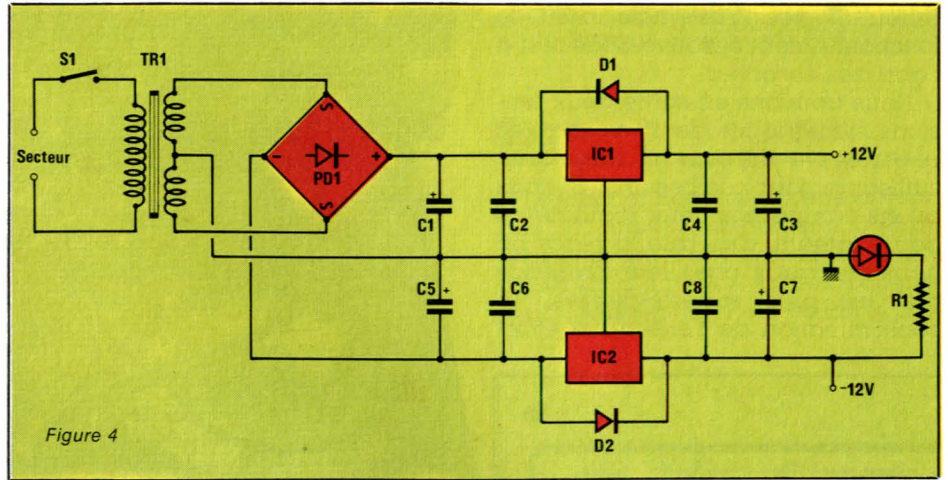 S1
TR1
Secteur
S
PD1
S
-
+
D1
IC1
+12V
+
C1
C2
C4
+
C3
+
C5
C6
C8
+
C7
R1
IC2
-12V
D2
Figure 4